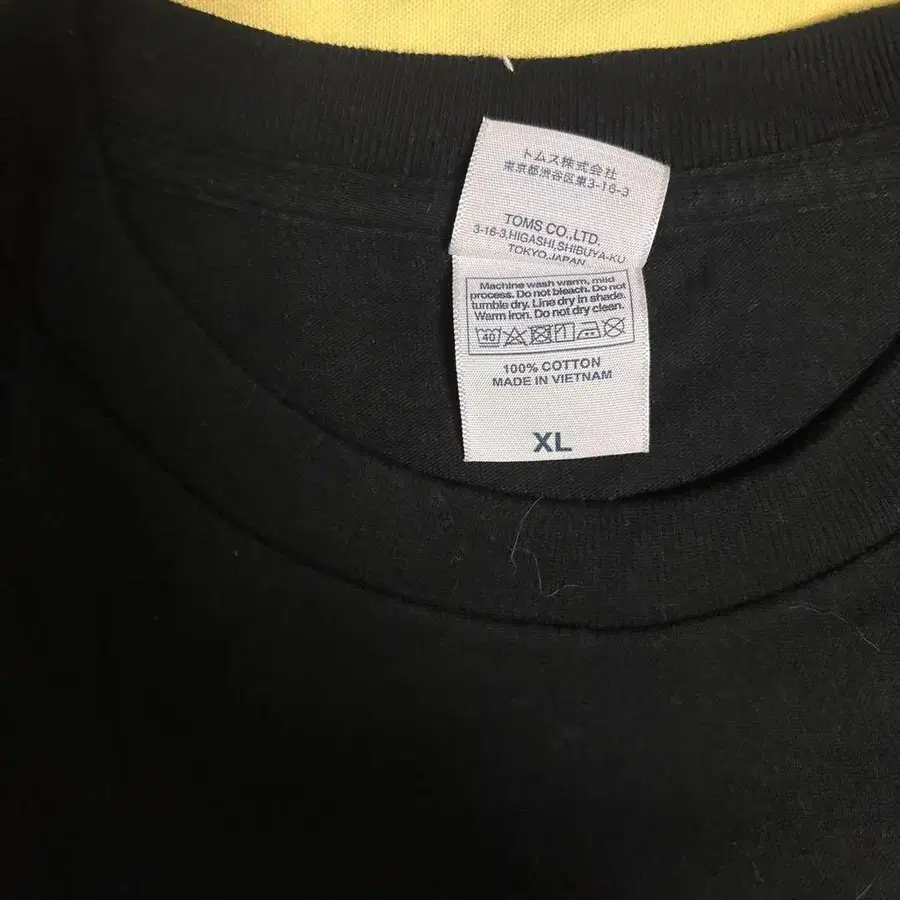 トムス株式会社
東京都渋谷区東3-16-3
TOMS CO.,LTD.
3-16-3,HIGASHI,SHIBUYA-KU
TOKYO,JAPAN
Machine wash warm, mild
process. Do not bleach. Do not
tumble dry. Line dry in shade.
Warm iron. Do not dry clean.
40
100% COTTON
MADE IN VIETNAM
XL